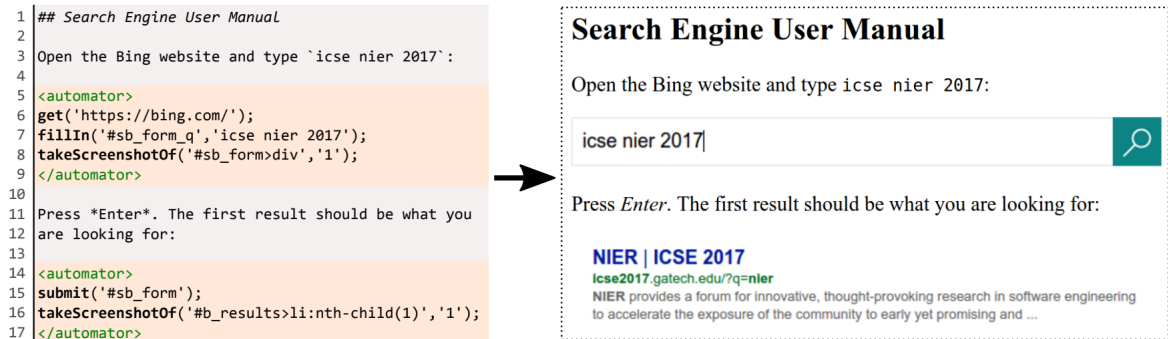 1 ## Search Engine User Manual
2
3 Open the Bing website and type `icse nier 2017`:
4
5 <automator>
6 get('https://bing.com/');
7 fillIn('#sb_form_q','icse nier 2017');
8 takeScreenshotOf('#sb_form>div','1');
9 </automator>
10
11 Press *Enter*. The first result should be what you
12 are looking for:
13
14 <automator>
15 submit('#sb_form');
16 takeScreenshotOf('#b_results>li:nth-child(1)','1');
17 </automator>
Search Engine User Manual
Open the Bing website and type icse nier 2017:
icse nier 2017
Press Enter. The first result should be what you are looking for:
NIER | ICSE 2017
icse2017.gatech.edu/?q=nier
NIER provides a forum for innovative, thought-provoking research in software engineering
to accelerate the exposure of the community to early yet promising and ...